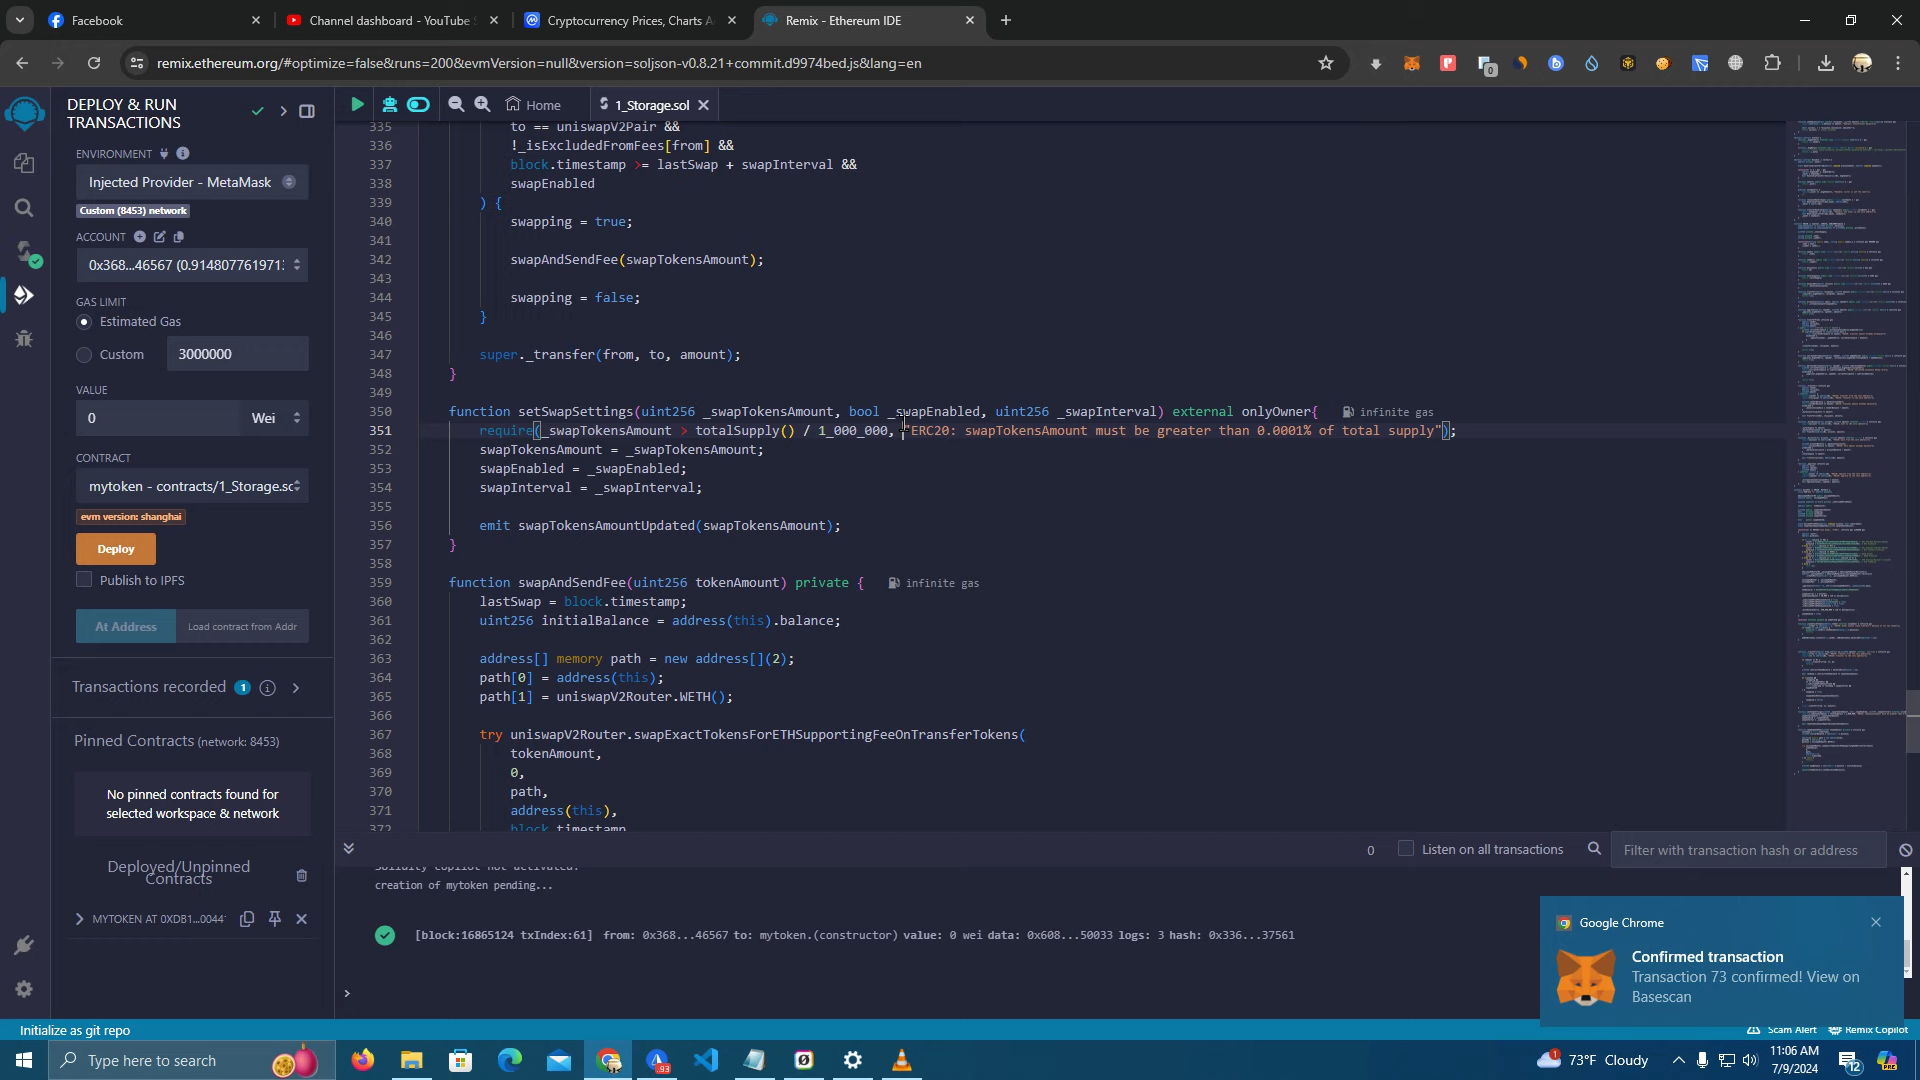 Facebook
Channel dashboard - YouTube S
Cryptocurrency Prices, Charts A
Remix - Ethereum IDE
remix.ethereum.org/#optimize=false&runs=200&evmVersion=null&version=soljson-v0.8.21+commit.d9974bed.js&lang=en
DEPLOY & RUN
TRANSACTIONS
Home
1_Storage.sol
ENVIRONMENT
Injected Provider - MetaMask
Custom (8453) network
ACCOUNT
0x368...46567 (0.914807761971
GAS LIMIT
Estimated Gas
Custom
3000000
VALUE
0
Wei
CONTRACT
mytoken - contracts/1_Storage.so
evm version: shanghai
Deploy
Publish to IPFS
At Address
Load contract from Addr
Transactions recorded 1
Pinned Contracts (network: 8453)
No pinned contracts found for
selected workspace & network
Deployed/Unpinned
Contracts
MYTOKEN AT 0XDB1...0044
335 to == uniswapV2Pair &&
336 !_isExcludedFromFees[from] &&
337 block.timestamp >= lastSwap + swapInterval &&
338 swapEnabled
339 ) {
340 swapping = true;
341
342 swapAndSendFee(swapTokensAmount);
343
344 swapping = false;
345 }
346
347 super._transfer(from, to, amount);
348 }
349
350 function setSwapSettings(uint256 _swapTokensAmount, bool _swapEnabled, uint256 _swapInterval) external onlyOwner{ infinite gas
351 require(_swapTokensAmount > totalSupply() / 1_000_000, "ERC20: swapTokensAmount must be greater than 0.0001% of total supply");
352 swapTokensAmount = _swapTokensAmount;
353 swapEnabled = _swapEnabled;
354 swapInterval = _swapInterval;
355
356 emit swapTokensAmountUpdated(swapTokensAmount);
357 }
358
359 function swapAndSendFee(uint256 tokenAmount) private { infinite gas
360 lastSwap = block.timestamp;
361 uint256 initialBalance = address(this).balance;
362
363 address[] memory path = new address[](2);
364 path[0] = address(this);
365 path[1] = uniswapV2Router.WETH();
366
367 try uniswapV2Router.swapExactTokensForETHSupportingFeeOnTransferTokens(
368 tokenAmount,
369 0,
370 path,
371 address(this),
372 block.timestamp
0
Listen on all transactions
Filter with transaction hash or address
Solidity copilot not activated.
creation of mytoken pending...
[block:16865124 txIndex:61] from: 0x368...46567 to: mytoken.(constructor) value: 0 wei data: 0x608...50033 logs: 3 hash: 0x336...37561
>
Google Chrome
Confirmed transaction
Transaction 73 confirmed! View on
Basescan
Initialize as git repo
Scam Alert
Remix Copilot
Type here to search
.93
73°F Cloudy
11:06 AM
7/9/2024
12